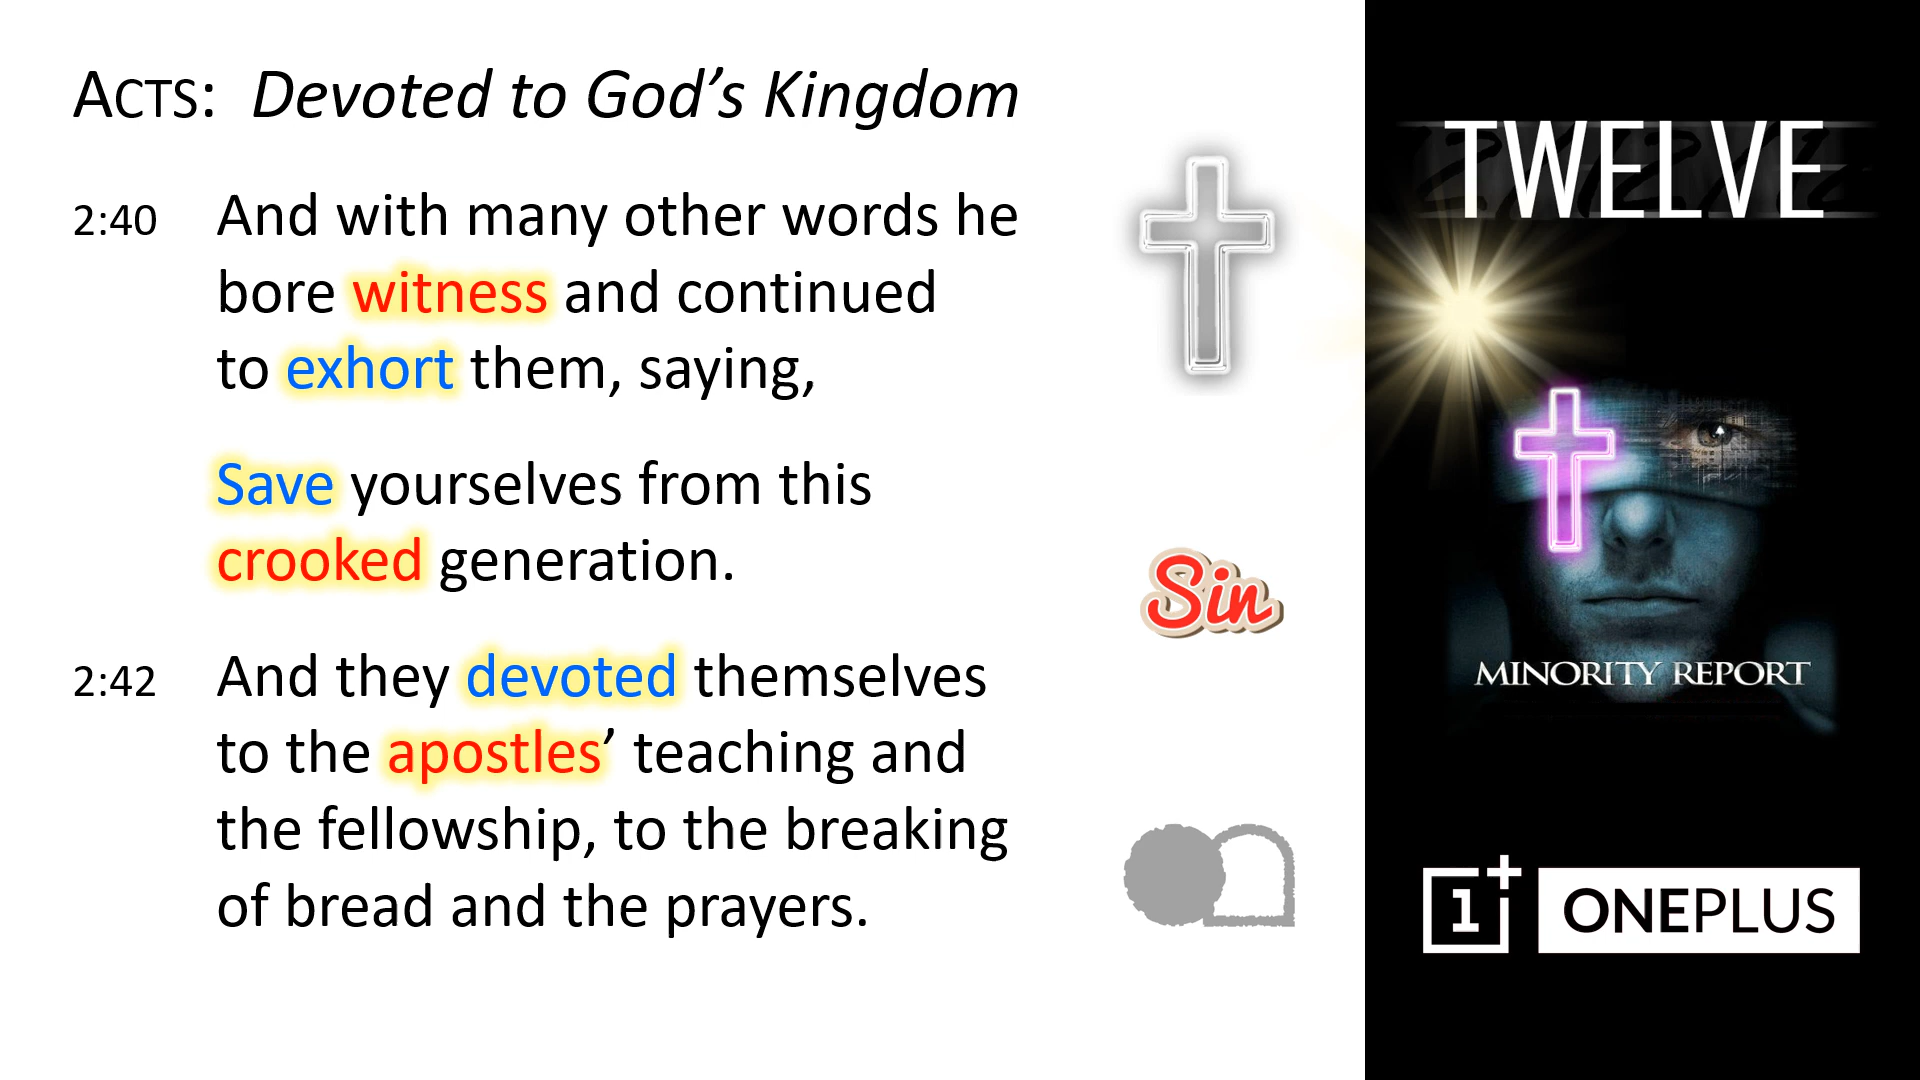 ACTS: Devoted to God’s Kingdom
2:40 And with many other words he
bore witness and continued
to exhort them, saying,
Save yourselves from this
crooked generation.
2:42 And they devoted themselves
to the apostles’ teaching and
the fellowship, to the breaking
of bread and the prayers.
Sin
TWELVE
MINORITY REPORT
1+ ONEPLUS